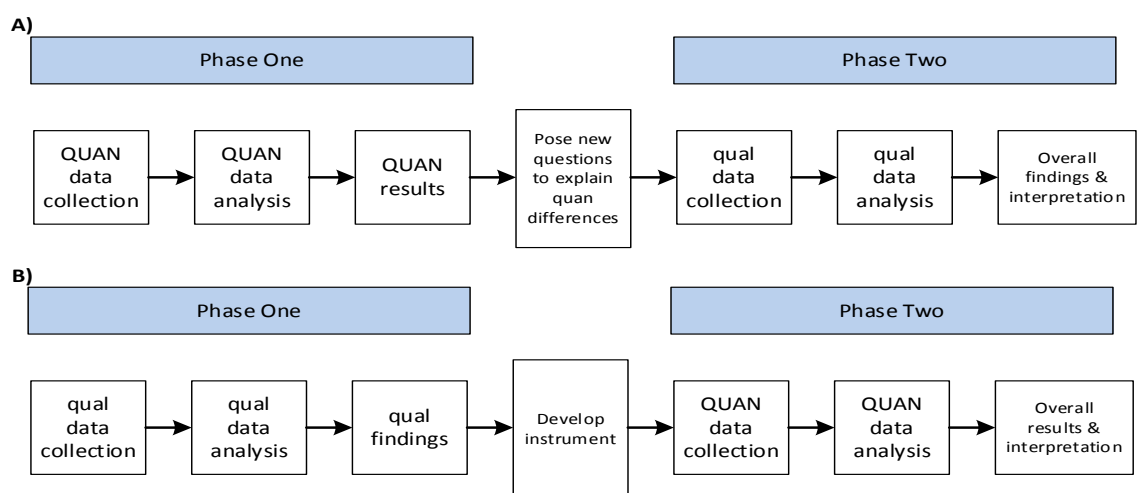 A)
Phase One
Phase Two
QUAN
data
collection
QUAN
data
analysis
QUAN
results
Pose new
questions
to explain
quan
differences
qual data
collection
qual data
analysis
Overall
findings &
interpretation
B)
Phase One
Phase Two
qual
data
collection
qual
data
analysis
qual
findings
Develop
instrument
QUAN
data
collection
QUAN
data
analysis
Overall
results &
interpretation